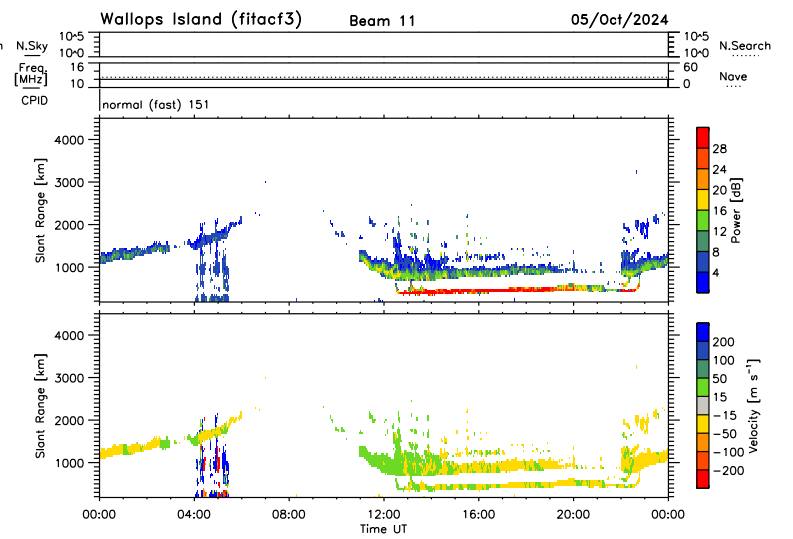 Wallops Island (fitacf3) Beam 11 05/Oct/2024
n N.Sky 10^5 10^0 10^5 10^0 N.Search
Freq. [MHz] 16 10 60 0 Nave
CPID normal (fast) 151
Slant Range [km]
4000
3000
2000
1000
28
24
20
16
12
8
4
Power [dB]
Slant Range [km]
4000
3000
2000
1000
200
100
50
15
-15
-50
-100
-200
Velocity [m s⁻¹]
00:00 04:00 08:00 12:00 16:00 20:00 00:00
Time UT